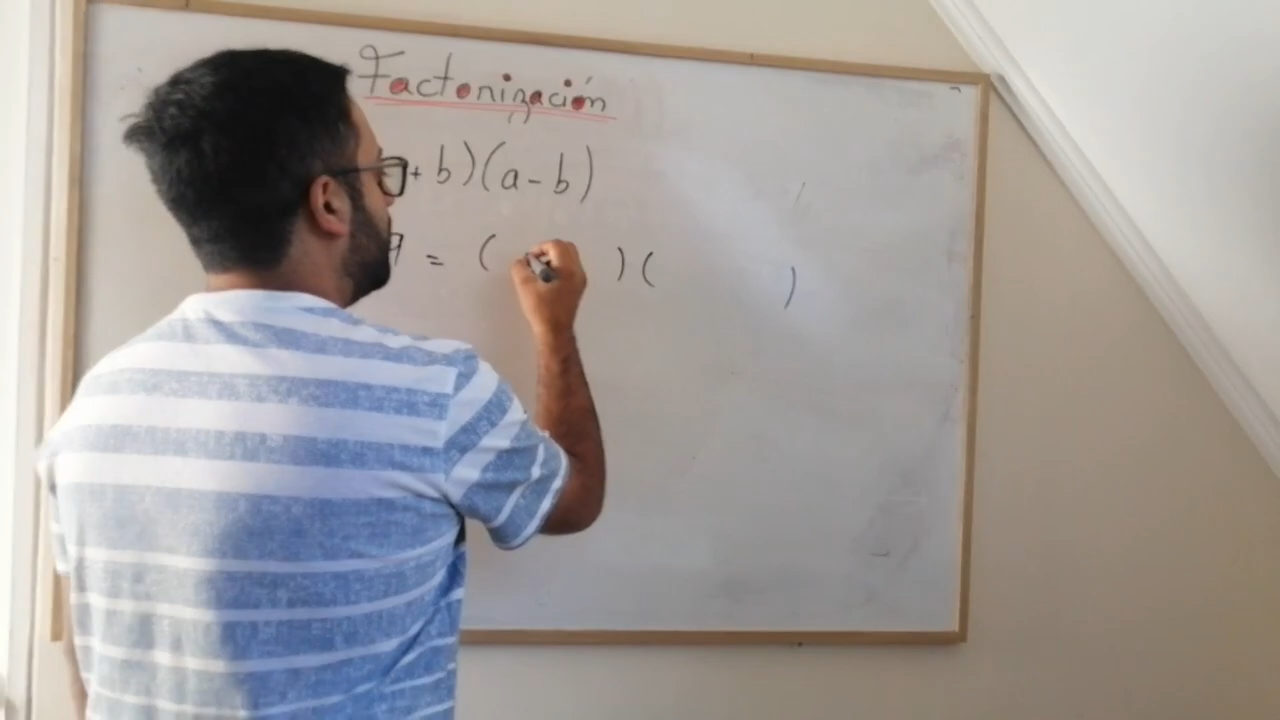 Factorización
+ b)(a - b)
9 = ( ) ( )